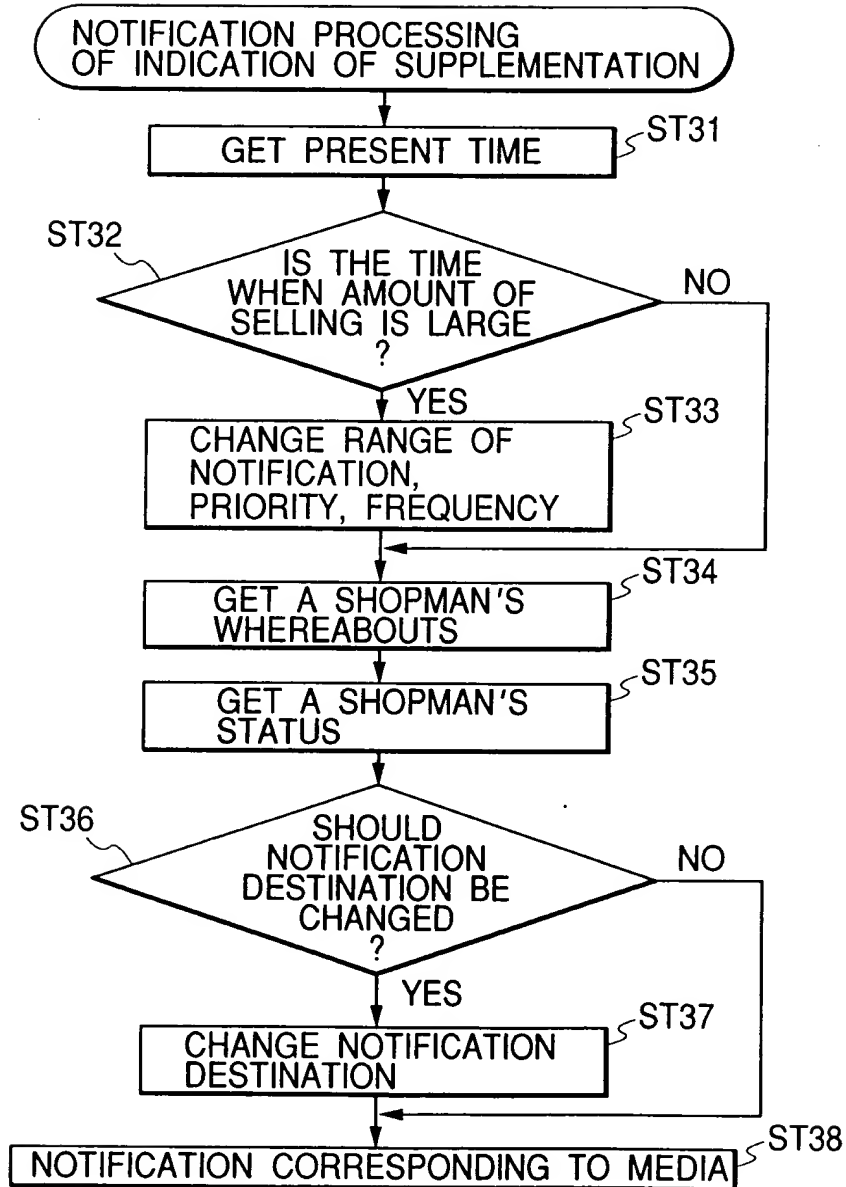 NOTIFICATION PROCESSING
OF INDICATION OF SUPPLEMENTATION
GET PRESENT TIME
ST31
ST32
IS THE TIME
WHEN AMOUNT OF
SELLING IS LARGE
?
NO
YES
ST33
CHANGE RANGE OF
NOTIFICATION,
PRIORITY, FREQUENCY
ST34
GET A SHOPMAN'S
WHEREABOUTS
ST35
GET A SHOPMAN'S
STATUS
ST36
SHOULD
NOTIFICATION
DESTINATION BE
CHANGED
?
NO
YES
ST37
CHANGE NOTIFICATION
DESTINATION
ST38
NOTIFICATION CORRESPONDING TO MEDIA